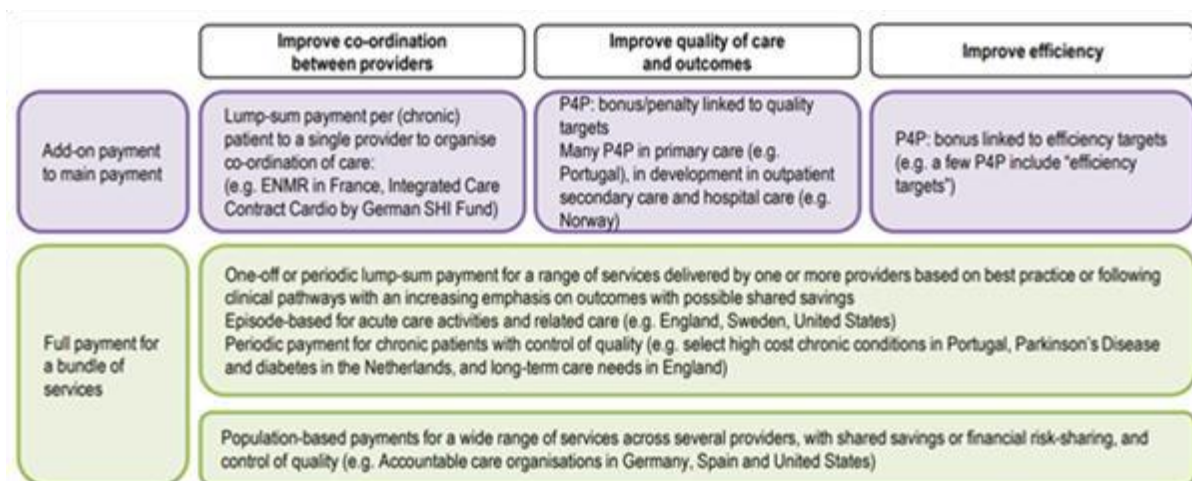 Improve co-ordination
between providers
Improve quality of care
and outcomes
Improve efficiency
Add-on payment
to main payment
Lump-sum payment per (chronic)
patient to a single provider to organise
co-ordination of care:
(e.g. ENMR in France, Integrated Care
Contract Cardio by German SHI Fund)
P4P: bonus/penalty linked to quality
targets
Many P4P in primary care (e.g.
Portugal), in development in outpatient
secondary care and hospital care (e.g.
Norway)
P4P: bonus linked to efficiency targets
(e.g. a few P4P include “efficiency
targets”)
Full payment for
a bundle of
services
One-off or periodic lump-sum payment for a range of services delivered by one or more providers based on best practice or following
clinical pathways with an increasing emphasis on outcomes with possible shared savings
Episode-based for acute care activities and related care (e.g. England, Sweden, United States)
Periodic payment for chronic patients with control of quality (e.g. select high cost chronic conditions in Portugal, Parkinson's Disease
and diabetes in the Netherlands, and long-term care needs in England)
Population-based payments for a wide range of services across several providers, with shared savings or financial risk-sharing, and
control of quality (e.g. Accountable care organisations in Germany, Spain and United States)